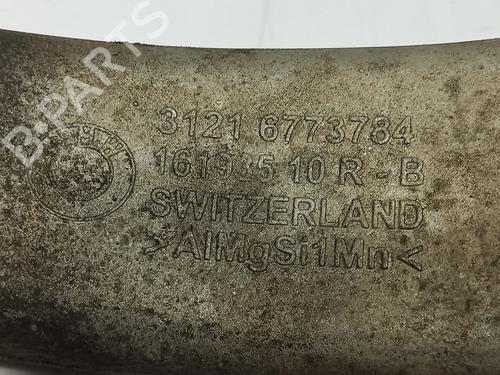 B-PARTS
3121 6773784
161935 10 R - B
SWITZERLAND
>AlMgSi1Mn<